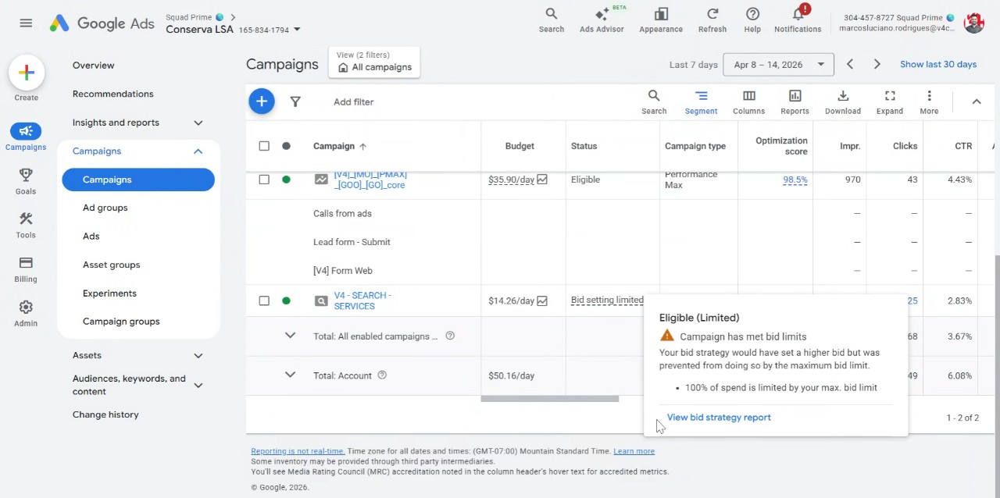 Google Ads
Squad Prime
Conserva LSA 165-834-1794
Search
BETA
Ads Advisor
Appearance
Refresh
Help
!
Notifications
304-457-8727 Squad Prime
marcosluciano.rodrigues@v4c...
Create
Campaigns
Goals
Tools
Billing
Admin
Overview
Recommendations
Insights and reports
Campaigns
Campaigns
Ad groups
Ads
Asset groups
Experiments
Campaign groups
Assets
Audiences, keywords, and
content
Change history
Campaigns
View (2 filters)
All campaigns
Last 7 days
Apr 8 – 14, 2026
Show last 30 days
Add filter
Search
Segment
Columns
Reports
Download
Expand
More
Campaign
Budget
Status
Campaign type
Optimization
score
Impr.
Clicks
CTR
[V4]_[MO]_[PMAX]
_[GOO]_[GO]_core
$35.90/day
Eligible
Performance
Max
98.5%
970
43
4.43%
Calls from ads
– – –
Lead form - Submit
– – –
[V4] Form Web
– – –
V4 - SEARCH -
SERVICES
$14.26/day
Bid setting limited
25
2.83%
Total: All enabled campaigns ...
68
3.67%
Total: Account
$50.16/day
49
6.08%
Eligible (Limited)
Campaign has met bid limits
Your bid strategy would have set a higher bid but was
prevented from doing so by the maximum bid limit.
• 100% of spend is limited by your max. bid limit
View bid strategy report
1 - 2 of 2
Reporting is not real-time. Time zone for all dates and times: (GMT-07:00) Mountain Standard Time. Learn more
Some inventory may be provided through third party intermediaries.
You'll see Media Rating Council (MRC) accreditation noted in the column header's hover text for accredited metrics.
© Google, 2026.